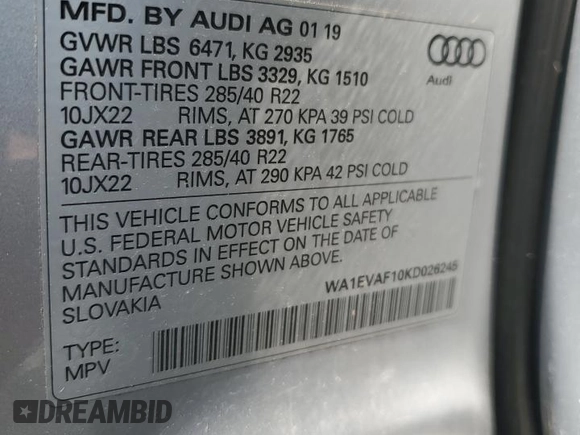 MFD. BY AUDI AG 01 19
GVWR LBS 6471, KG 2935
GAWR FRONT LBS 3329, KG 1510
FRONT-TIRES 285/40 R22
10JX22 RIMS, AT 270 KPA 39 PSI COLD
GAWR REAR LBS 3891, KG 1765
REAR-TIRES 285/40 R22
10JX22 RIMS, AT 290 KPA 42 PSI COLD
Audi
THIS VEHICLE CONFORMS TO ALL APPLICABLE
U.S. FEDERAL MOTOR VEHICLE SAFETY
STANDARDS IN EFFECT ON THE DATE OF
MANUFACTURE SHOWN ABOVE.
SLOVAKIA
WA1EVAF10KD026245
TYPE:
MPV
DREAMBID